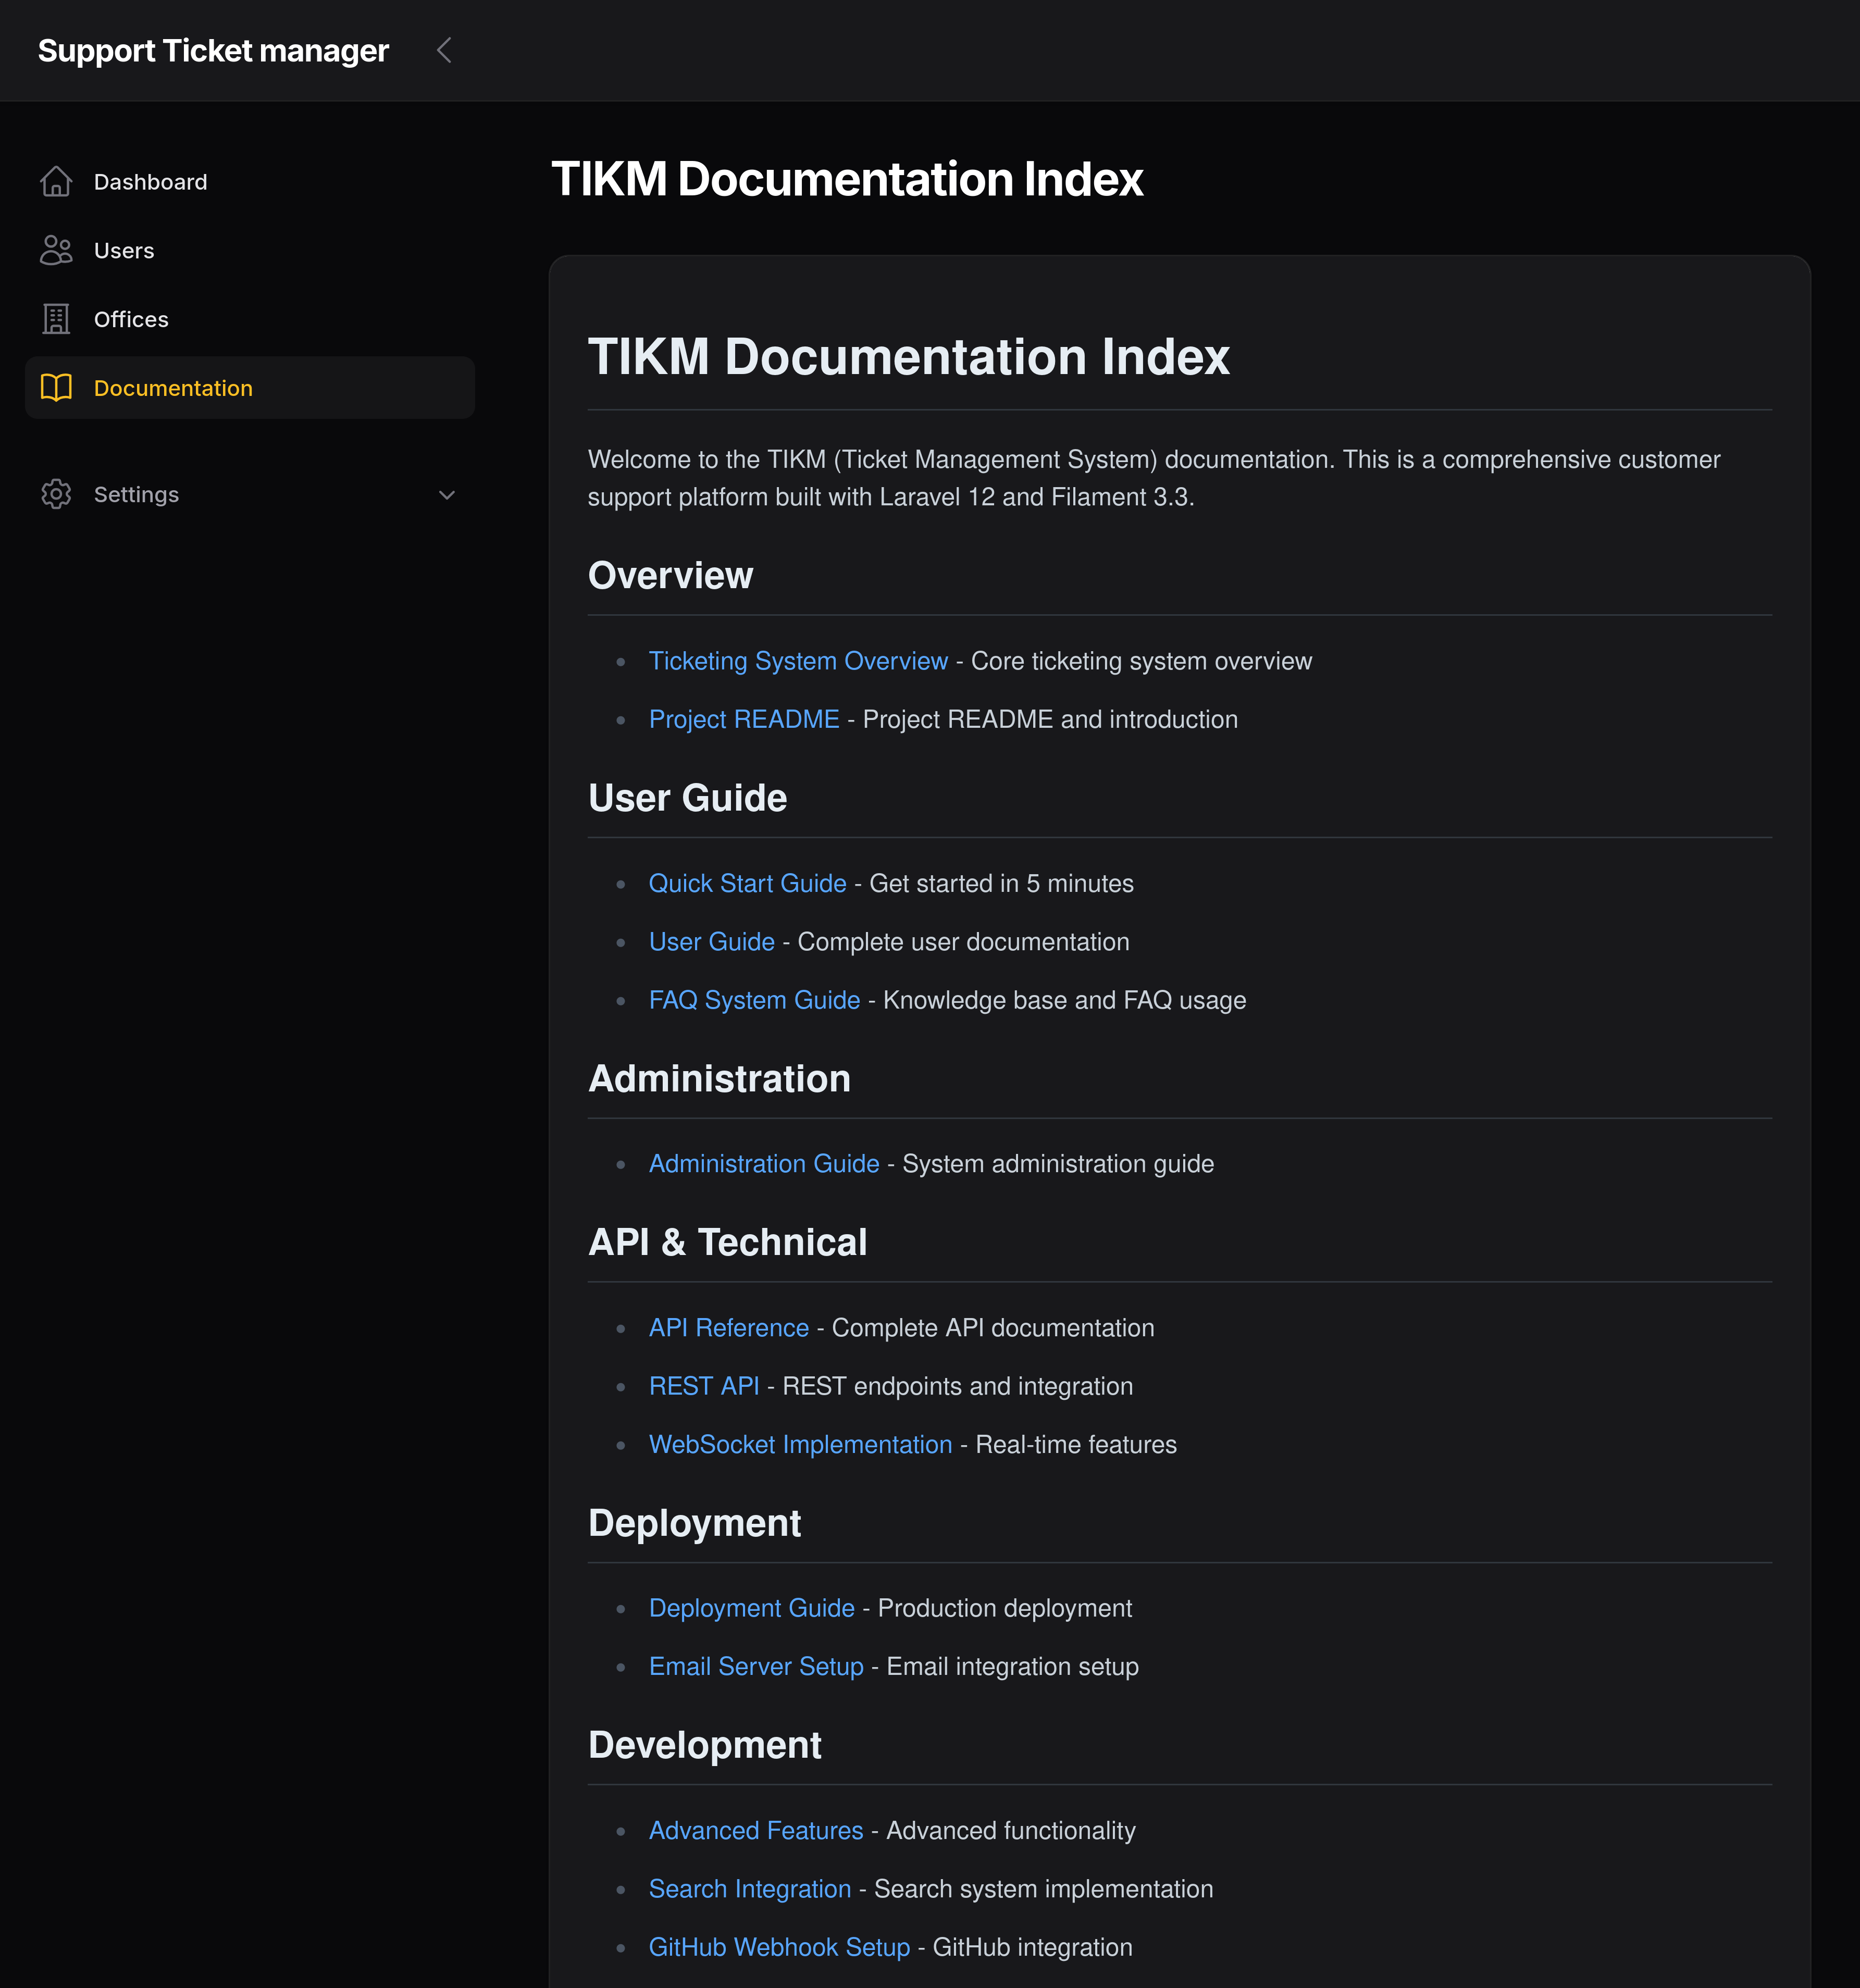 Support Ticket manager
Dashboard
Users
Offices
Documentation
Settings
TIKM Documentation Index
TIKM Documentation Index
Welcome to the TIKM (Ticket Management System) documentation. This is a comprehensive customer
support platform built with Laravel 12 and Filament 3.3.
Overview
Ticketing System Overview - Core ticketing system overview
Project README - Project README and introduction
User Guide
Quick Start Guide - Get started in 5 minutes
User Guide - Complete user documentation
FAQ System Guide - Knowledge base and FAQ usage
Administration
Administration Guide - System administration guide
API & Technical
API Reference - Complete API documentation
REST API - REST endpoints and integration
WebSocket Implementation - Real-time features
Deployment
Deployment Guide - Production deployment
Email Server Setup - Email integration setup
Development
Advanced Features - Advanced functionality
Search Integration - Search system implementation
GitHub Webhook Setup - GitHub integration